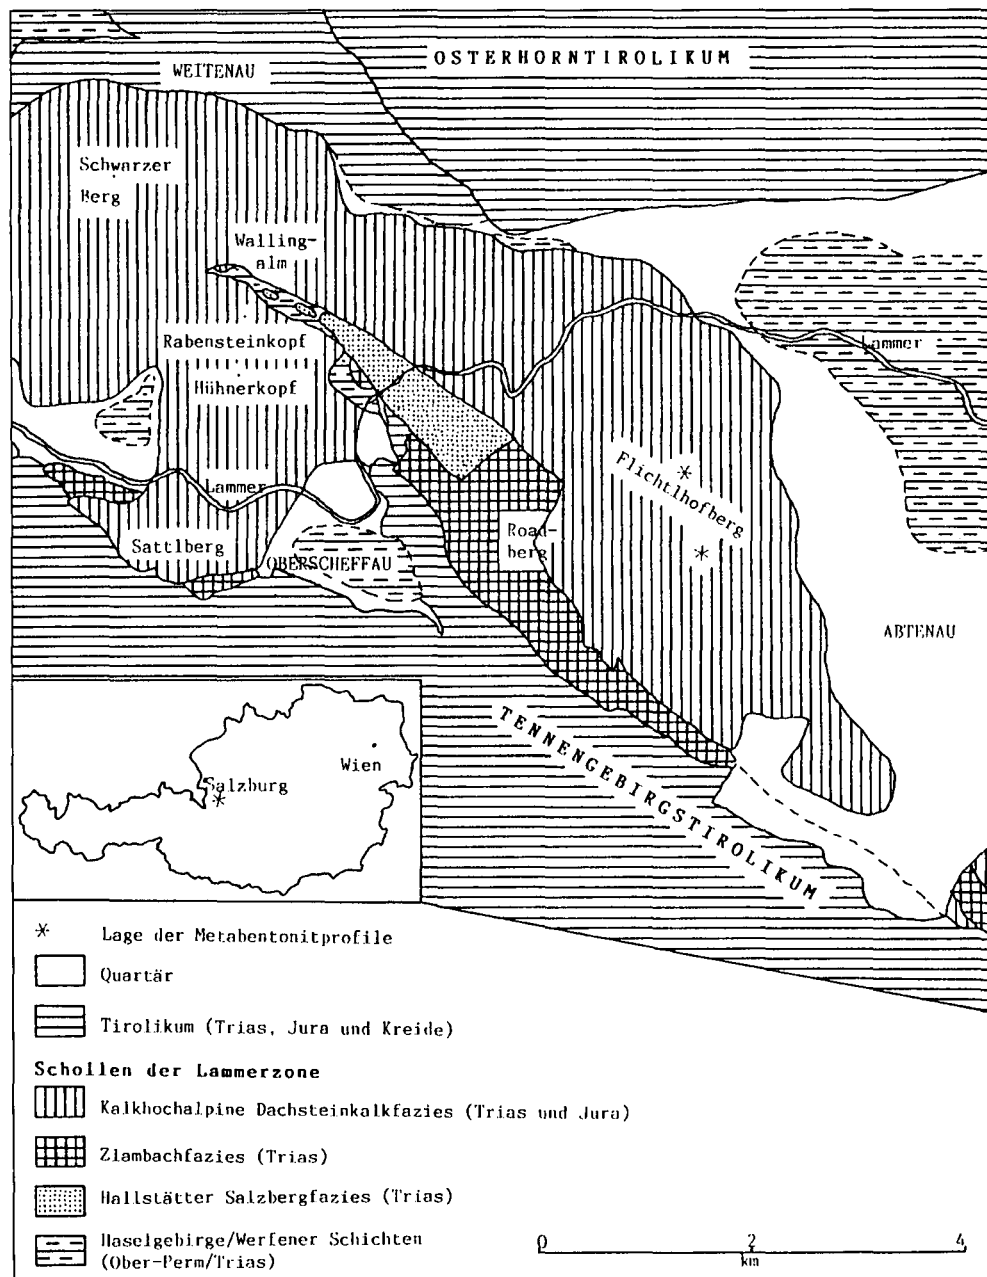 OSTERHORNTIROLIKUM
WEITENAU
Schwarzer
Berg
Walling-
alm
Rabensteinkopf
Hühnerkopf
Lammer
Lammer
Flichtlhofberg
Road-
berg
Sattlberg
OBERSCHEFFAU
ABTENAU
TENNENGEBIRGSTIROLIKUM
Wien
Salzburg
Lage der Metabentonitprofile
Quartär
Tirolikum (Trias, Jura und Kreide)
Schollen der Lammerzone
Kalkhochalpine Dachsteinkalkfazies (Trias und Jura)
Zlambachfazies (Trias)
Hallstätter Salzbergfazies (Trias)
Haselgebirge/Werfener Schichten
(Ober-Perm/Trias)
0 2 4
km